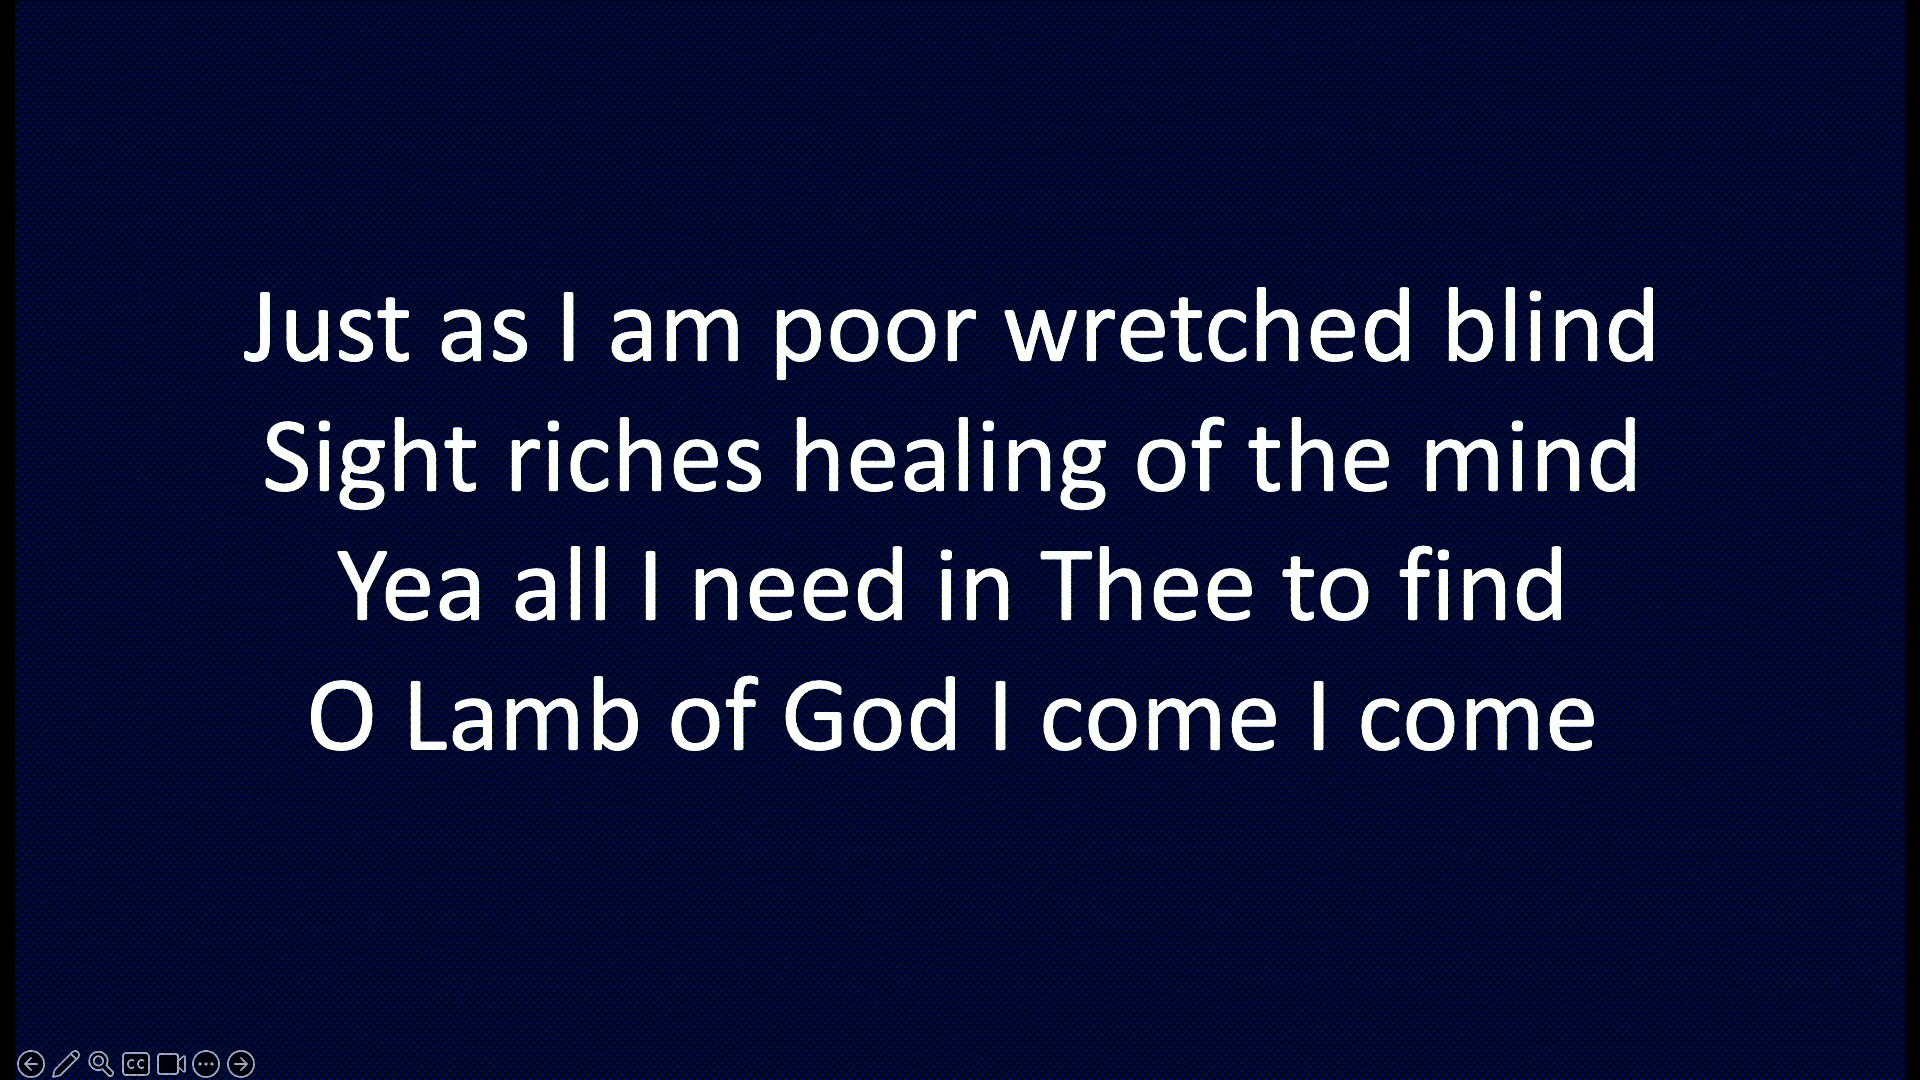 Just as I am poor wretched blind
Sight riches healing of the mind
Yea all I need in Thee to find
O Lamb of God I come I come
CC